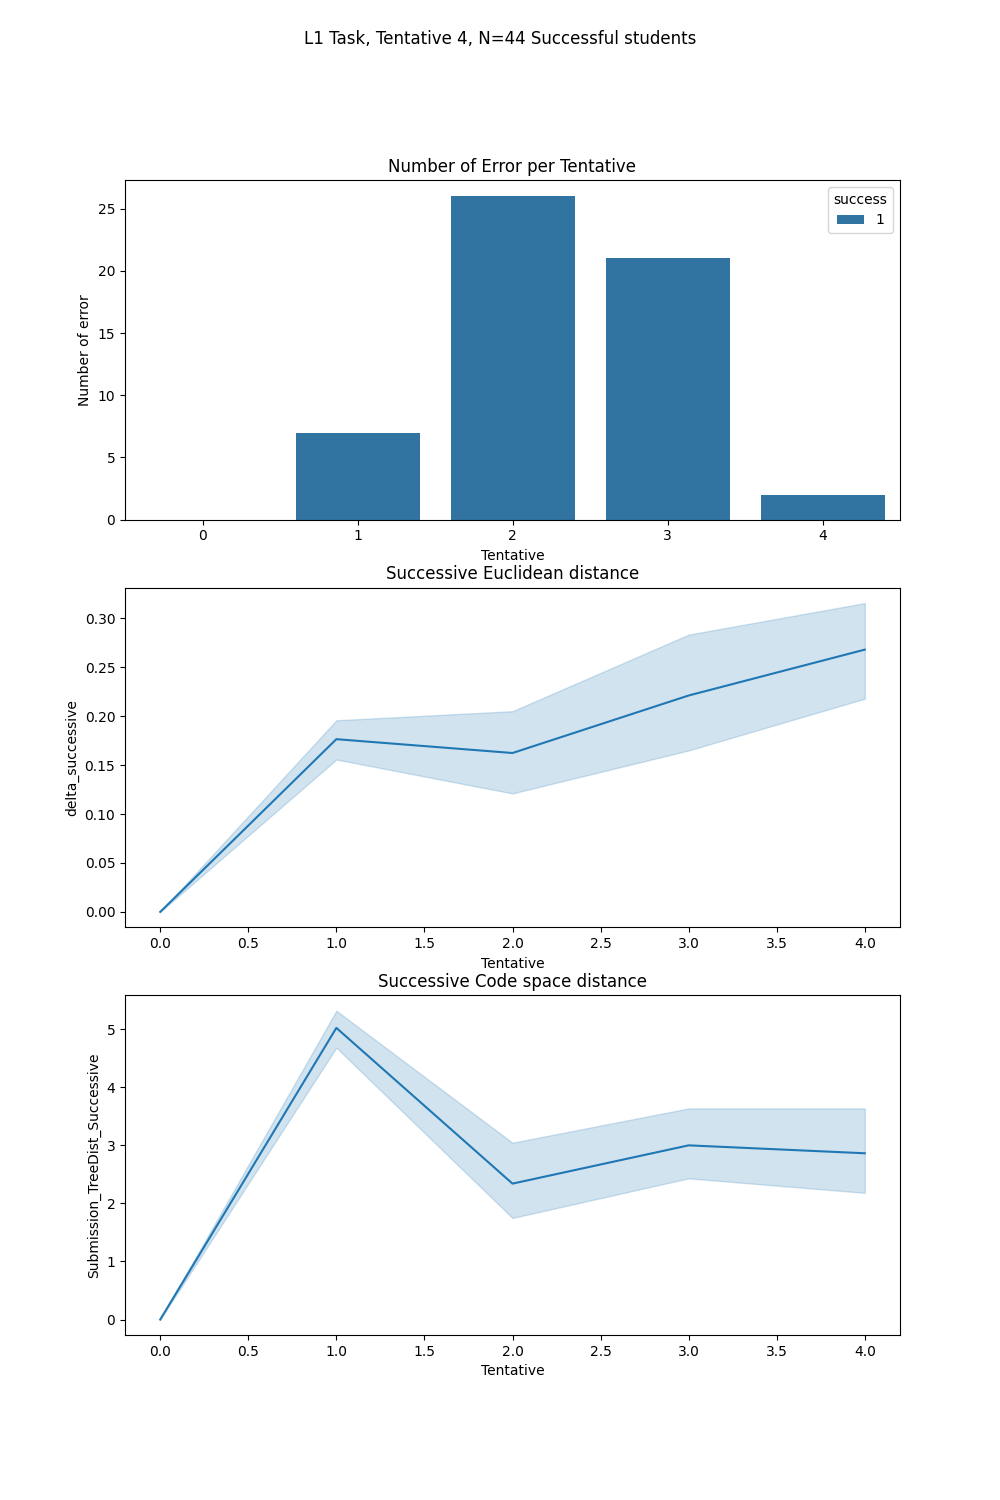 L1 Task, Tentative 4, N=44 Successful students
Number of Error per Tentative
success
1
Number of error
25
20
15
10
5
0
0 1 2 3 4
Tentative
Successive Euclidean distance
delta_successive
0.30
0.25
0.20
0.15
0.10
0.05
0.00
0.0 0.5 1.0 1.5 2.0 2.5 3.0 3.5 4.0
Tentative
Successive Code space distance
Submission_TreeDist_Successive
5
4
3
2
1
0
0.0 0.5 1.0 1.5 2.0 2.5 3.0 3.5 4.0
Tentative